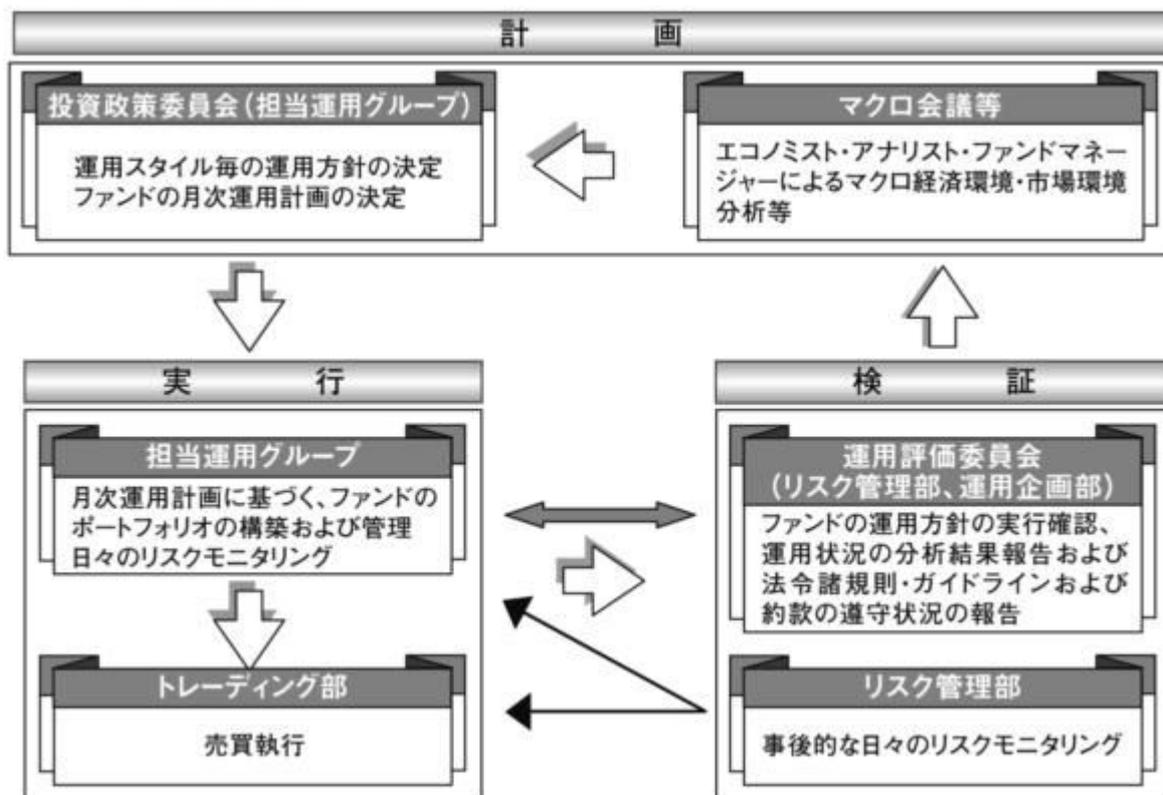 計画
投資政策委員会(担当運用グループ)
運用スタイル毎の運用方針の決定
ファンドの月次運用計画の決定
マクロ会議等
エコノミスト・アナリスト・ファンドマネー
ジャーによるマクロ経済環境・市場環境
分析等
実行
担当運用グループ
月次運用計画に基づく、ファンドの
ポートフォリオの構築および管理
日々のリスクモニタリング
トレーディング部
売買執行
検証
運用評価委員会
(リスク管理部、運用企画部)
ファンドの運用方針の実行確認、
運用状況の分析結果報告および
法令諸規則・ガイドラインおよび
約款の遵守状況の報告
リスク管理部
事後的な日々のリスクモニタリング